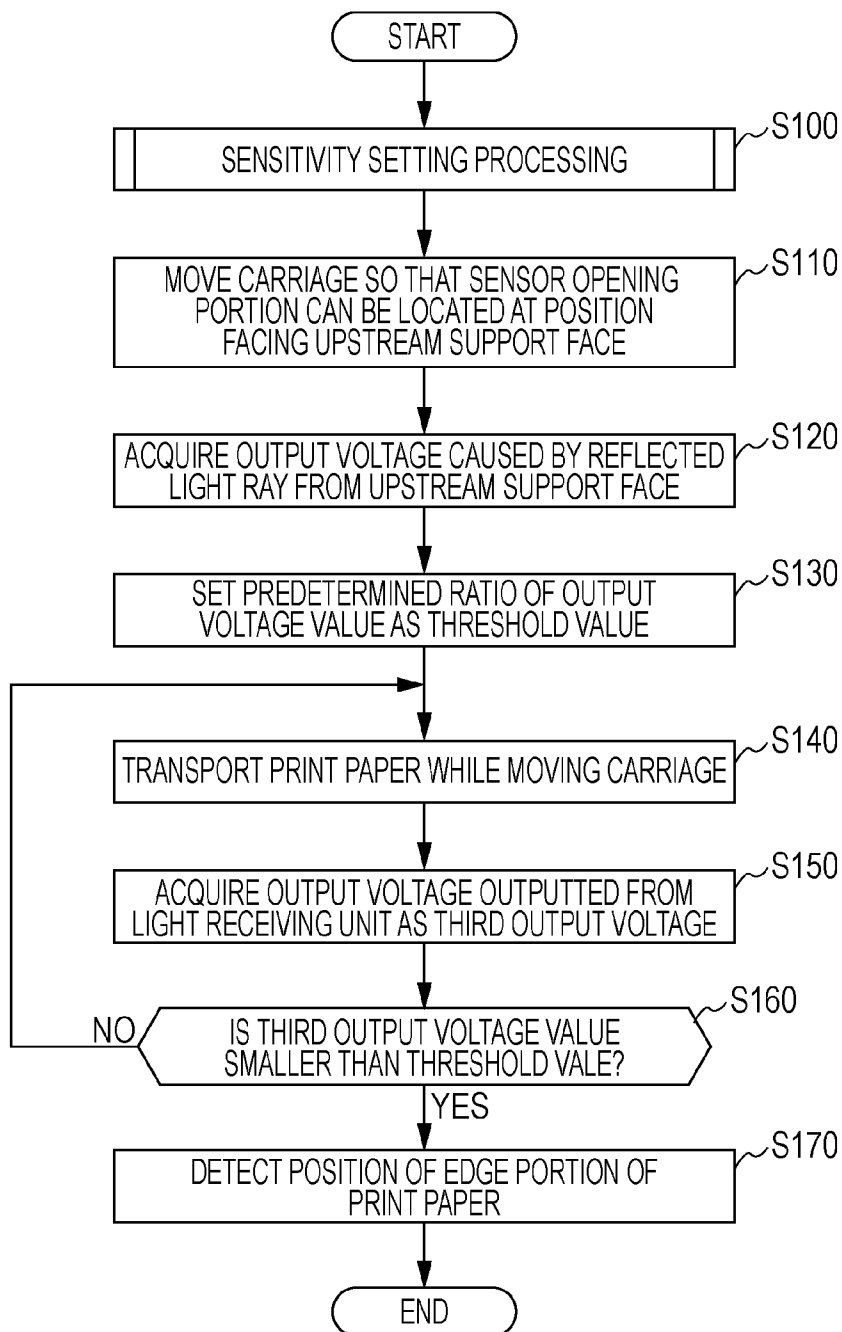 START
SENSITIVITY SETTING PROCESSING
S100
MOVE CARRIAGE SO THAT SENSOR OPENING
PORTION CAN BE LOCATED AT POSITION
FACING UPSTREAM SUPPORT FACE
S110
ACQUIRE OUTPUT VOLTAGE CAUSED BY REFLECTED
LIGHT RAY FROM UPSTREAM SUPPORT FACE
S120
SET PREDETERMINED RATIO OF OUTPUT
VOLTAGE VALUE AS THRESHOLD VALUE
S130
TRANSPORT PRINT PAPER WHILE MOVING CARRIAGE
S140
ACQUIRE OUTPUT VOLTAGE OUTPUTTED FROM
LIGHT RECEIVING UNIT AS THIRD OUTPUT VOLTAGE
S150
IS THIRD OUTPUT VOLTAGE VALUE
SMALLER THAN THRESHOLD VALE?
S160
NO
YES
DETECT POSITION OF EDGE PORTION OF
PRINT PAPER
S170
END